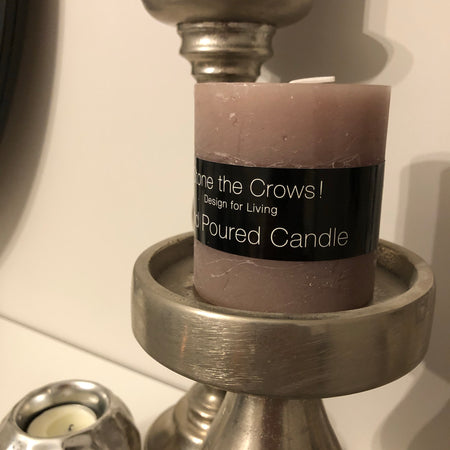 one the Crows!
Design for Living
d Poured Candle